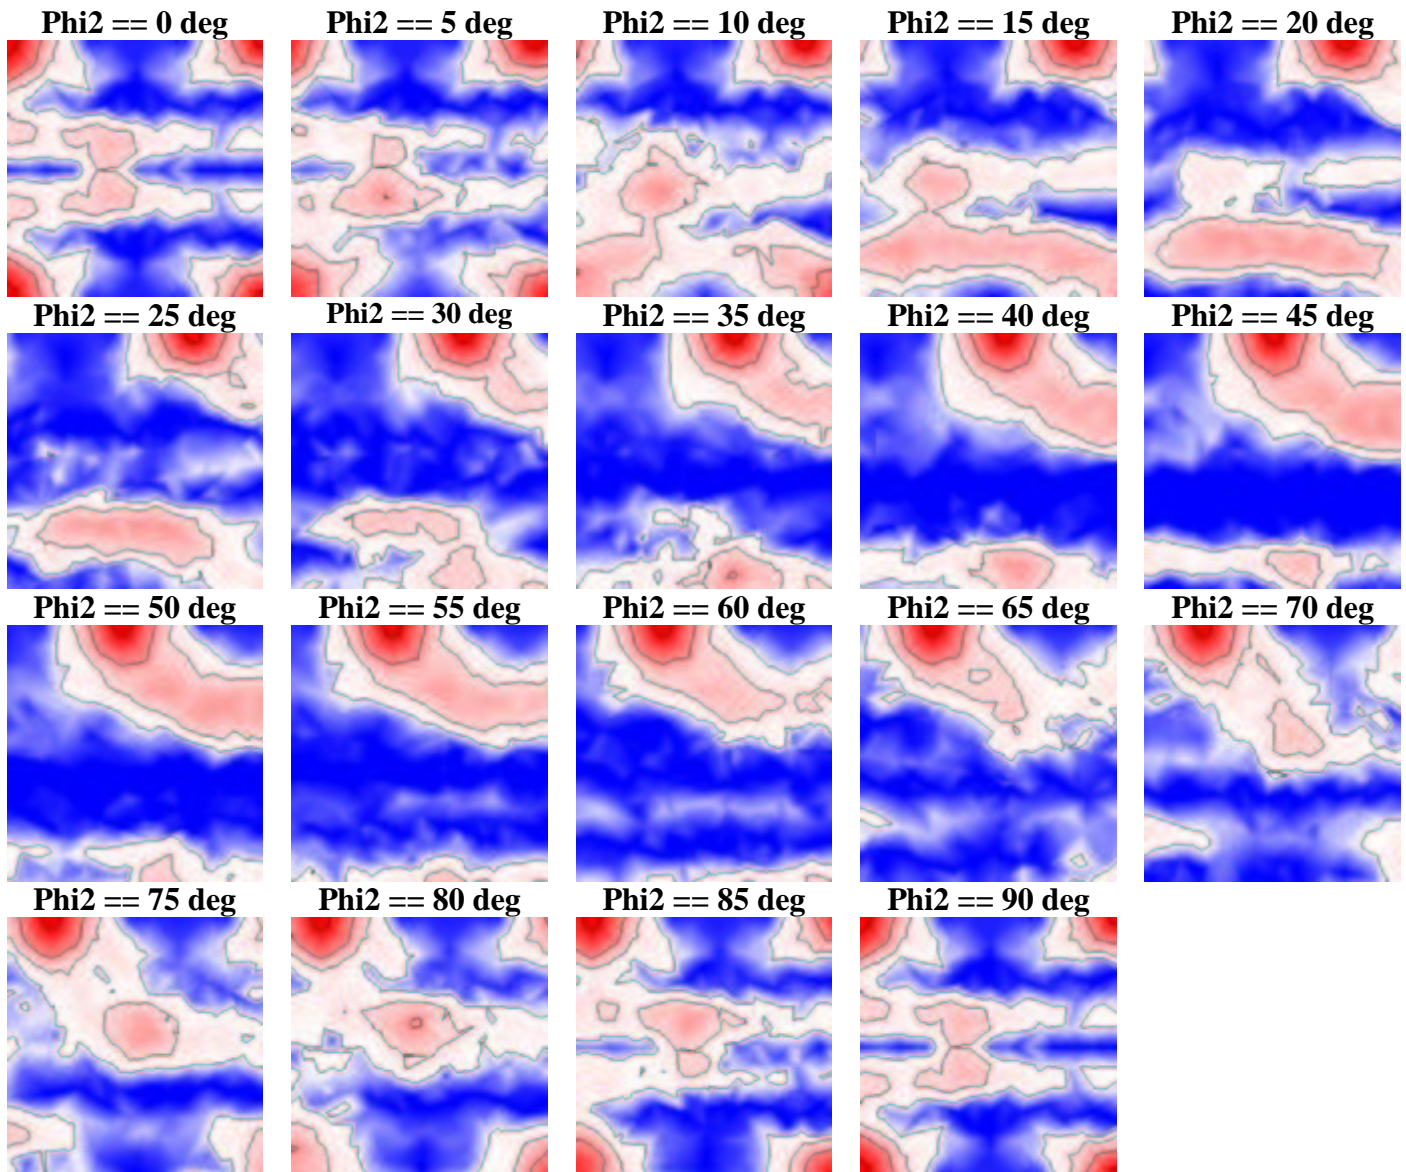 Phi2 == 0 deg
Phi2 == 5 deg
Phi2 == 10 deg
Phi2 == 15 deg
Phi2 == 20 deg
Phi2 == 25 deg
Phi2 == 30 deg
Phi2 == 35 deg
Phi2 == 40 deg
Phi2 == 45 deg
Phi2 == 50 deg
Phi2 == 55 deg
Phi2 == 60 deg
Phi2 == 65 deg
Phi2 == 70 deg
Phi2 == 75 deg
Phi2 == 80 deg
Phi2 == 85 deg
Phi2 == 90 deg